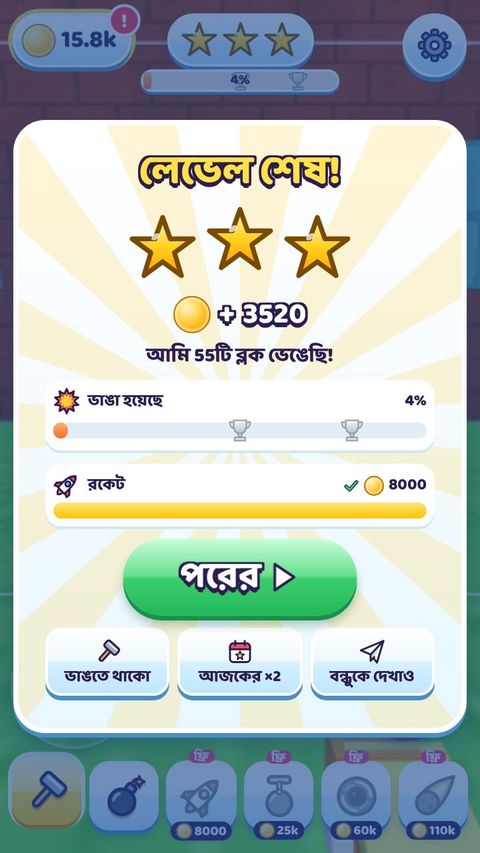 15.8k
!
4%
লেভেল শেষ!
+ 3520
আমি 55টি ব্লক ভেঙেছি!
ভাঙা হয়েছে 4%
রকেট 8000
পরের
ভাঙতে থাকো আজকের ×2 বন্ধুকে দেখাও
ফ্রি ফ্রি ফ্রি ফ্রি
8000 25k 60k 110k